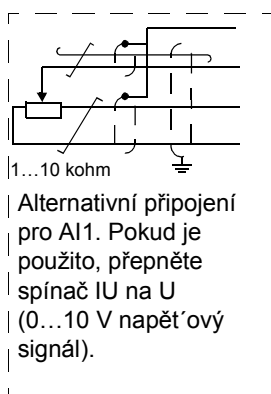 1…10 kohm
Alternativní připojení
pro AI1. Pokud je
použito, přepněte
spínač IU na U
(0…10 V napět´ový
signál).